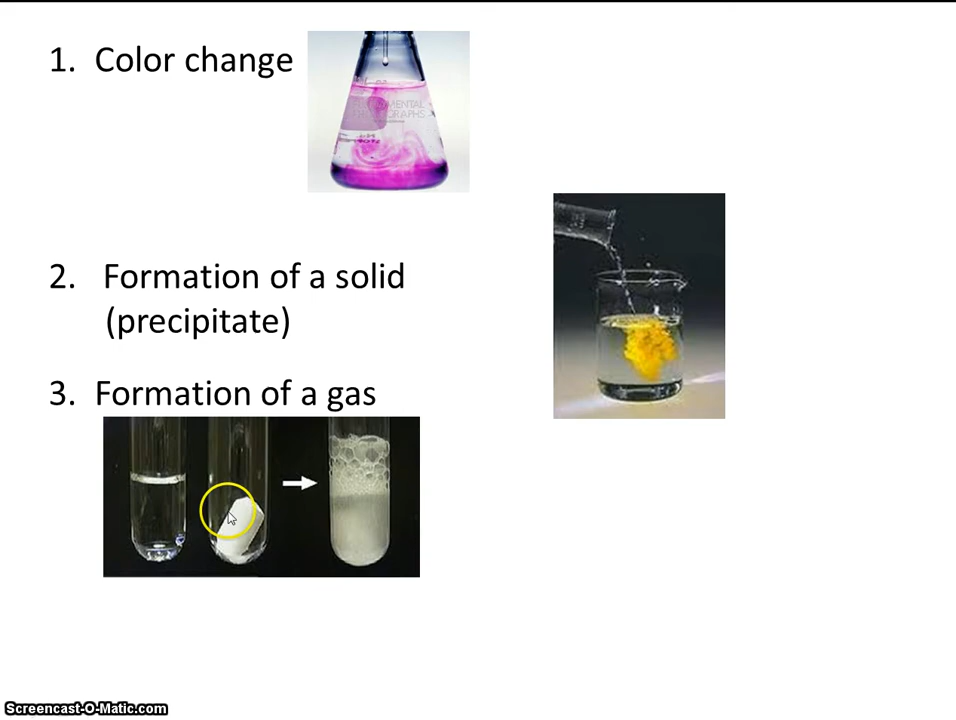 1. Color change
2. Formation of a solid
(precipitate)
3. Formation of a gas
Screencast-O-Matic.com